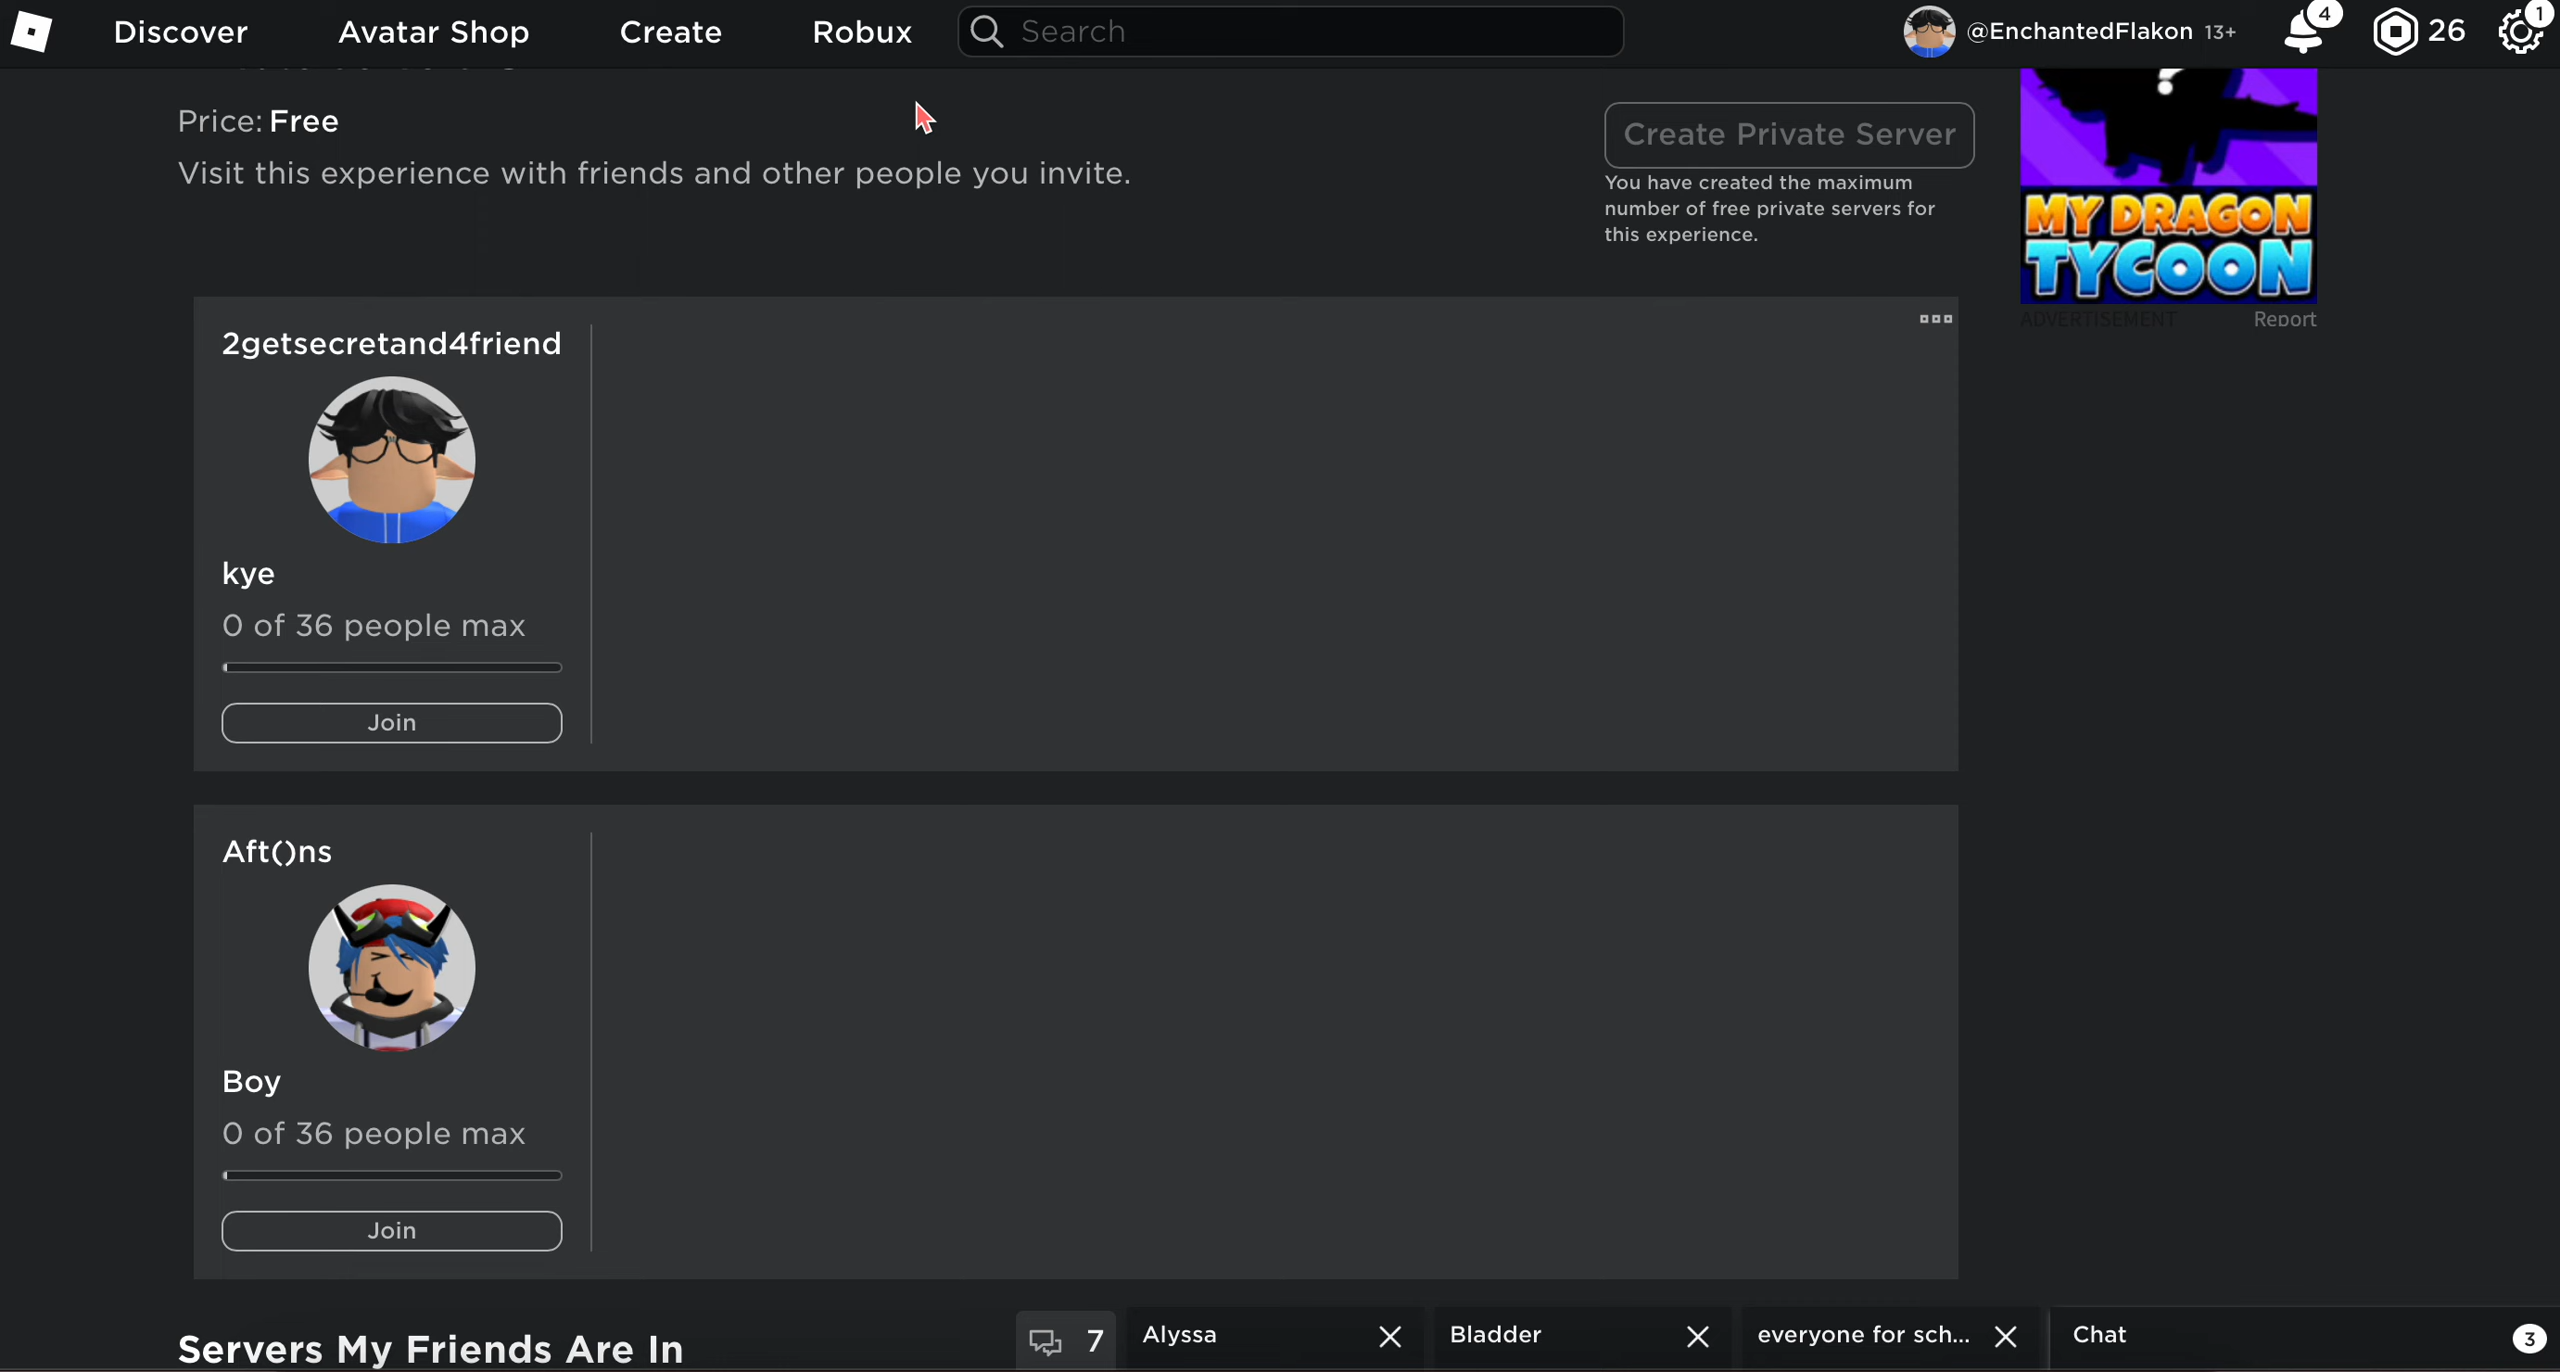 Discover
Avatar Shop
Create
Robux
Search
@EnchantedFlakon 13+
4
26
1
Price: Free
Visit this experience with friends and other people you invite.
Create Private Server
You have created the maximum
number of free private servers for
this experience.
MY DRAGON
TYCOON
ADVERTISEMENT
Report
2getsecretand4friend
kye
0 of 36 people max
Join
Aft()ns
Boy
0 of 36 people max
Join
Servers My Friends Are In
7
Alyssa
Bladder
everyone for sch...
Chat
3